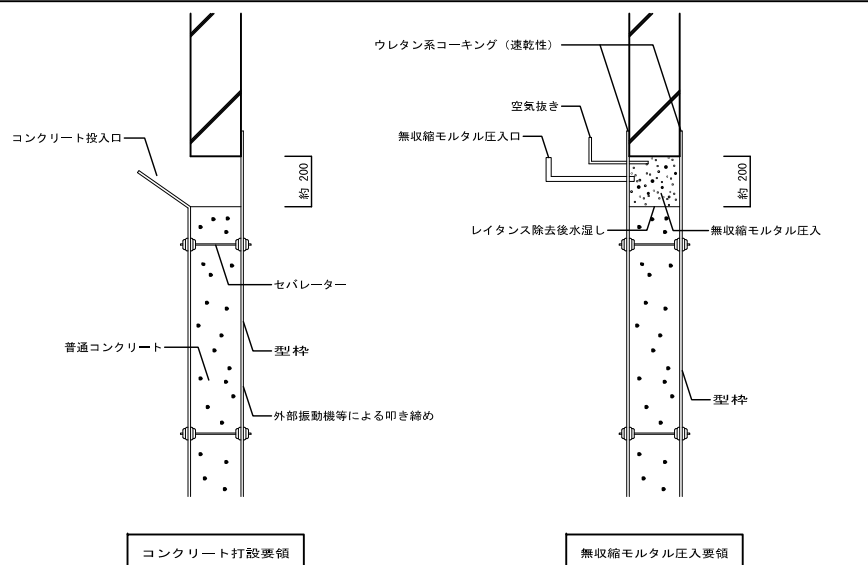 コンクリート投入口
約 200
セパレーター
普通コンクリート
型枠
外部振動機等による叩き締め
コンクリート打設要領
ウレタン系コーキング（速乾性）
空気抜き
無収縮モルタル圧入口
約 200
レイタンス除去後水湿し
無収縮モルタル圧入
型枠
無収縮モルタル圧入要領